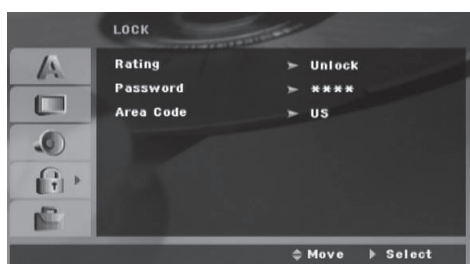 LOCK
Rating ► Unlock
Password ► ****
Area Code ► US
Move ► Select